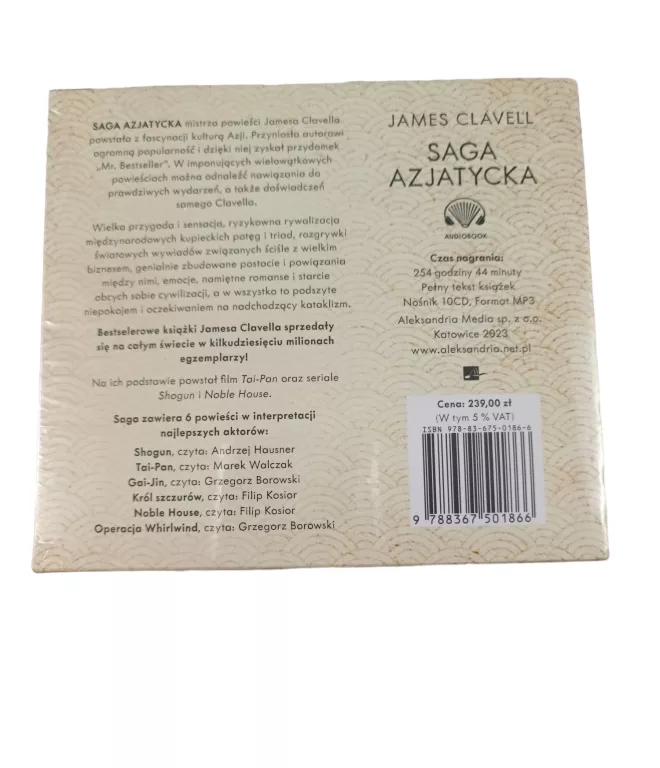 SAGA AZJATYCKA mistrza powieści Jamesa Clavella
powstała z fascynacji kulturą Azji. Przyniosła autorowi
ogromną popularność i dzięki niej zyskał przydomek
„Mr. Bestseller". W imponujących wielowątkowych
powieściach można odnaleźć nawiązania do
prawdziwych wydarzeń, a także doświadczeń
samego Clavella.
Wielka przygoda i sensacja, ryzykowna rywalizacja
międzynarodowych kupieckich potęg i triad, rozgrywki
światowych wywiadów związanych ściśle z wielkim
biznesem, genialnie zbudowane postacie i powiązania
między nimi, emocje, namiętne romanse i starcie
obcych sobie cywilizacji, a w wszystko to podszyte
niepokojem i oczekiwaniem na nadchodzący kataklizm.
Bestselerowe książki Jamesa Clavella sprzedały
się na całym świecie w kilkudziesięciu milionach
egzemplarzy!
Na ich podstawie powstał film Tai-Pan oraz seriale
Shogun i Noble House.
Saga zawiera 6 powieści w interpretacji
najlepszych aktorów:
Shogun, czyta: Andrzej Hausner
Tai-Pan, czyta: Marek Walczak
Gai-Jin, czyta: Grzegorz Borowski
Król szczurów, czyta: Filip Kosior
Noble House, czyta: Filip Kosior
Operacja Whirlwind, czyta: Grzegorz Borowski
JAMES CLAVELL
SAGA
AZJATYCKA
AUDIOBOOK
Czas nagrania:
254 godziny 44 minuty
Pełny tekst książek
Nośnik 10CD, Format MP3
Aleksandria Media sp. z o.o.
Katowice 2023
www.aleksandria.net.pl
Cena: 239,00 zł
(W tym 5 % VAT)
ISBN 978-83-675-0186-6
9 788367 501866